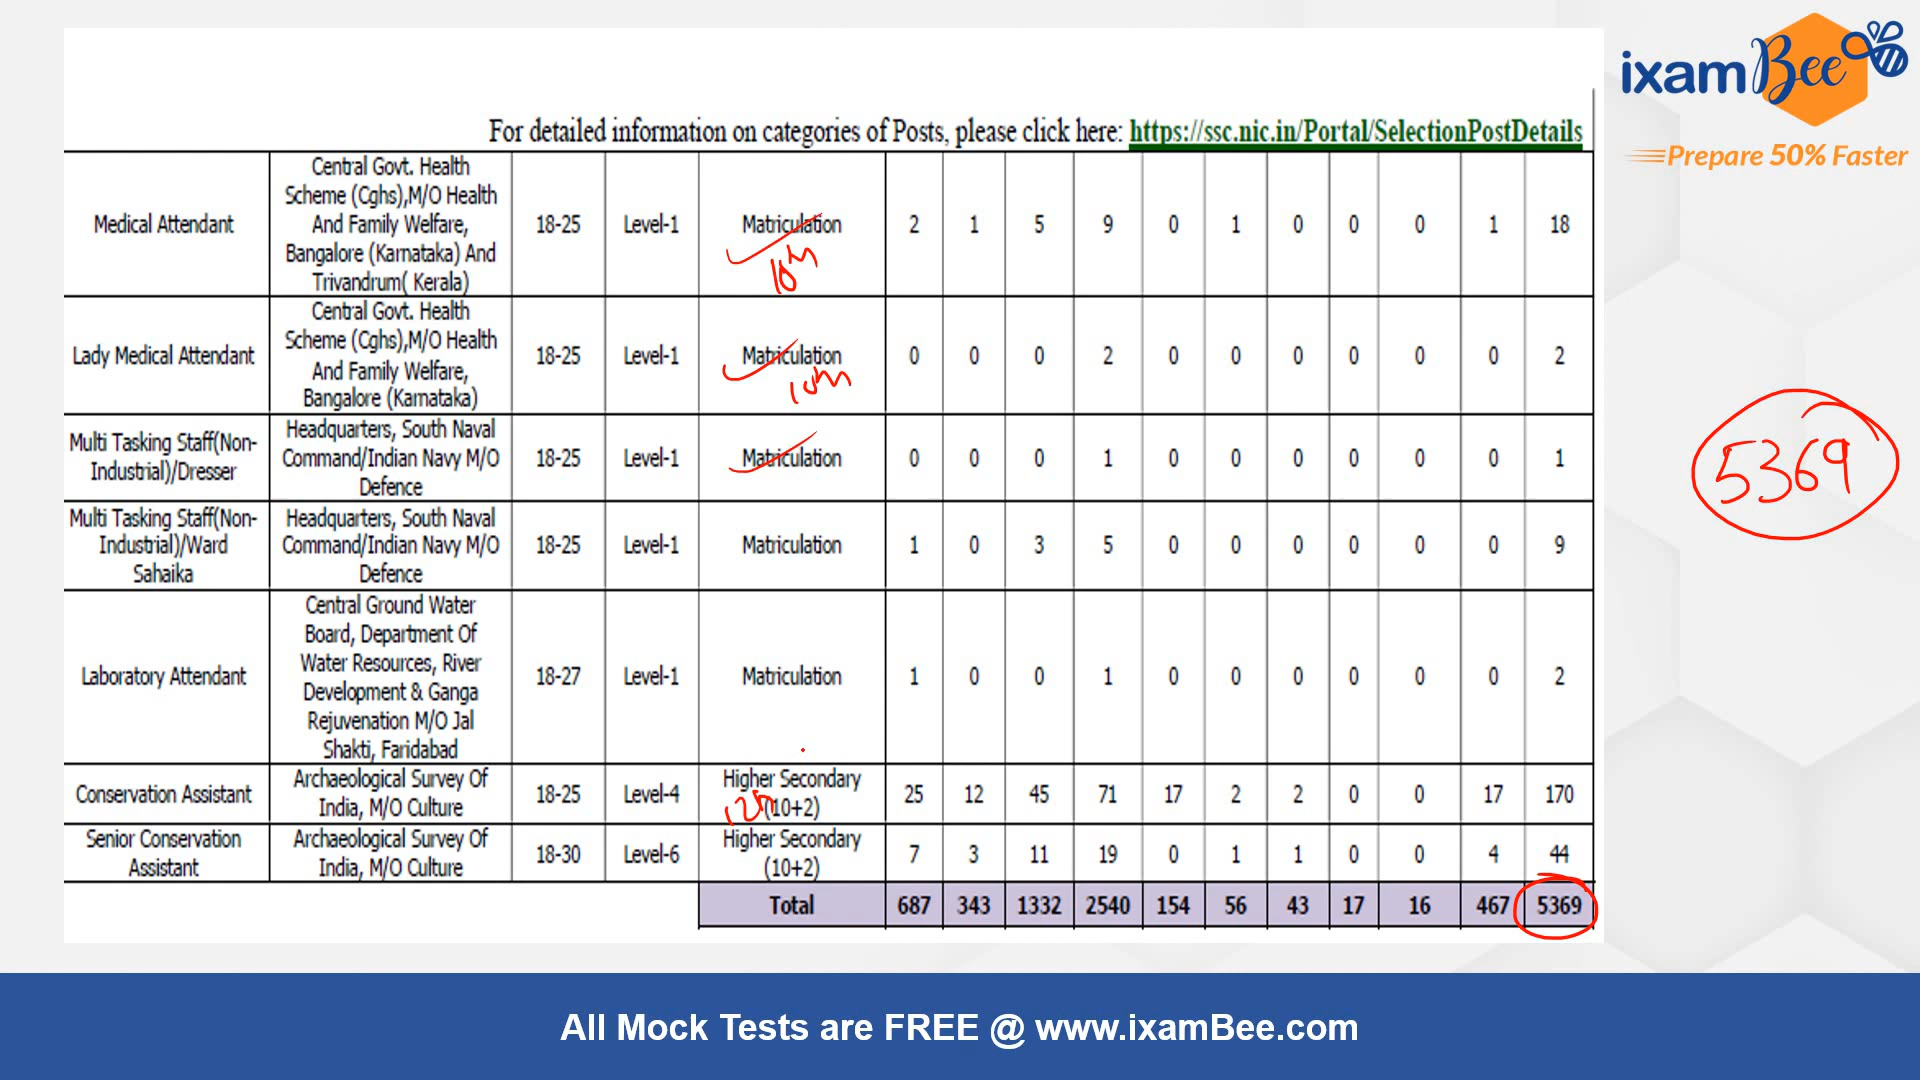 ixamBee
Prepare 50% Faster
For detailed information on categories of Posts, please click here: https://ssc.nic.in/Portal/SelectionPostDetails
Medical Attendant
Central Govt. Health
Scheme (Cghs),M/O Health
And Family Welfare,
Bangalore (Karnataka) And
Trivandrum( Kerala)
18-25
Level-1
Matriculation
10th
2 1 5 9 0 1 0 0 0 1 18
Lady Medical Attendant
Central Govt. Health
Scheme (Cghs),M/O Health
And Family Welfare,
Bangalore (Karnataka)
18-25
Level-1
Matriculation
10th
0 0 0 2 0 0 0 0 0 0 2
Multi Tasking Staff(Non-
Industrial)/Dresser
Headquarters, South Naval
Command/Indian Navy M/O
Defence
18-25
Level-1
Matriculation
0 0 0 1 0 0 0 0 0 0 1
5369
Multi Tasking Staff(Non-
Industrial)/Ward
Sahaika
Headquarters, South Naval
Command/Indian Navy M/O
Defence
18-25
Level-1
Matriculation
1 0 3 5 0 0 0 0 0 0 9
Laboratory Attendant
Central Ground Water
Board, Department Of
Water Resources, River
Development & Ganga
Rejuvenation M/O Jal
Shakti, Faridabad
18-27
Level-1
Matriculation
1 0 0 1 0 0 0 0 0 0 2
Conservation Assistant
Archaeological Survey Of
India, M/O Culture
18-25
Level-4
Higher Secondary
12th (10+2)
25 12 45 71 17 2 2 0 0 17 170
Senior Conservation
Assistant
Archaeological Survey Of
India, M/O Culture
18-30
Level-6
Higher Secondary
(10+2)
7 3 11 19 0 1 1 0 0 4 44
Total 687 343 1332 2540 154 56 43 17 16 467 5369
All Mock Tests are FREE @ www.ixamBee.com